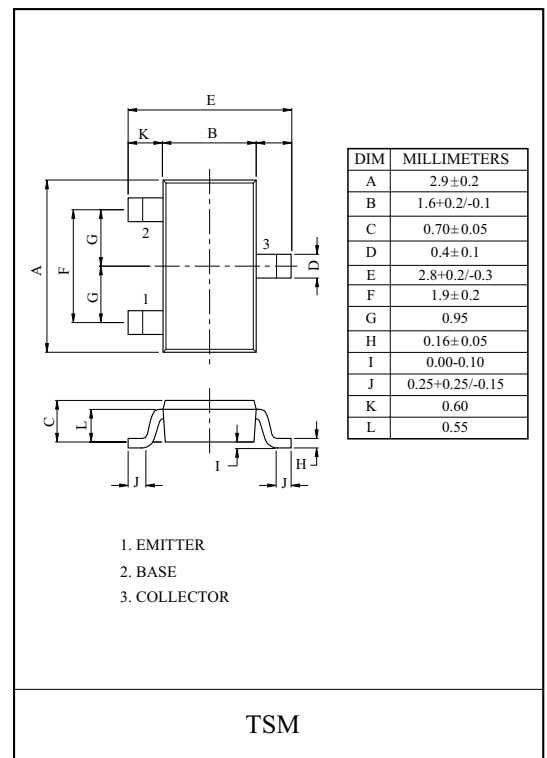 E
K
B
2
3
G
D
A
F
G
1
C
L
I
H
J
J
DIM MILLIMETERS
A 2.9±0.2
B 1.6+0.2/-0.1
C 0.70±0.05
D 0.4±0.1
E 2.8+0.2/-0.3
F 1.9±0.2
G 0.95
H 0.16±0.05
I 0.00-0.10
J 0.25+0.25/-0.15
K 0.60
L 0.55
1. EMITTER
2. BASE
3. COLLECTOR
TSM